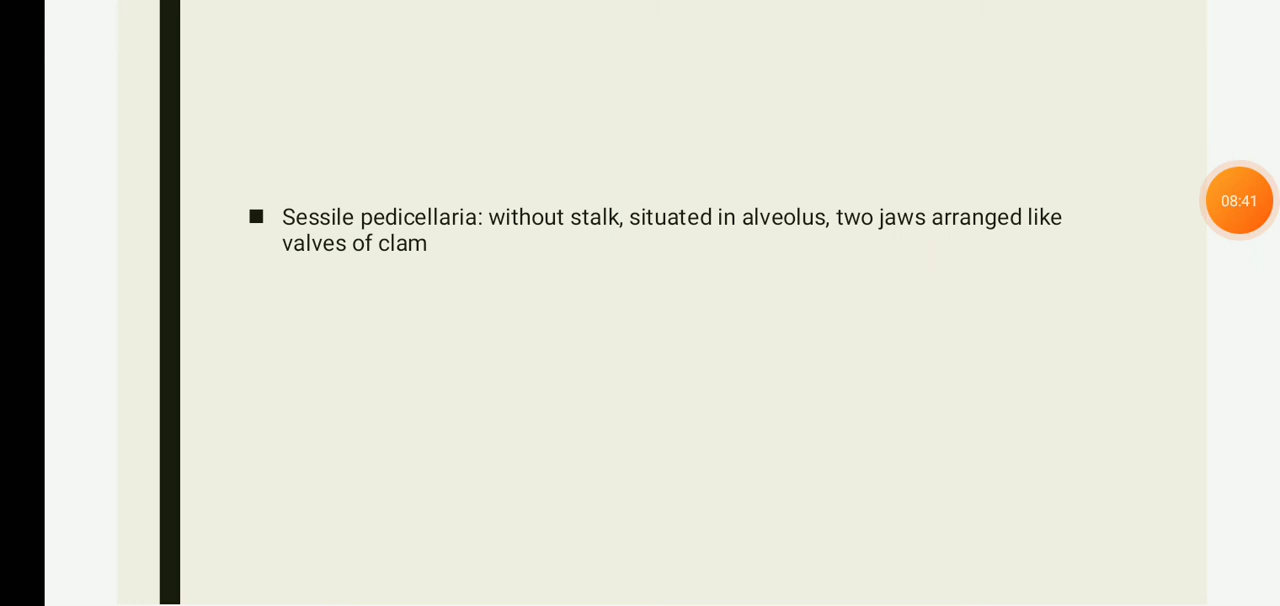 Sessile pedicellaria: without stalk, situated in alveolus, two jaws arranged like
valves of clam
08:41